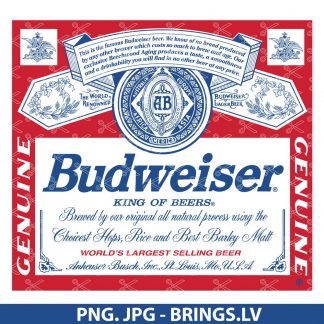 This is the famous Budweiser beer. We know of no brand produced
by any other brewer which costs so much to brew and age. Our
exclusive Beechwood Aging produces a taste, a smoothness
and a drinkability you will find in no other beer at any price.
THE WORLD
RENOWNED
AB
BUDWEISER
LAGER BEER
GENUINE
GENUINE
Budweiser
KING OF BEERS®
Brewed by our original all natural process using the
Choicest Hops, Rice and Best Barley Malt
WORLD'S LARGEST SELLING BEER
Anheuser-Busch, Inc., St. Louis, Mo., U.S.A.
®
PNG. JPG - BRINGS.LV